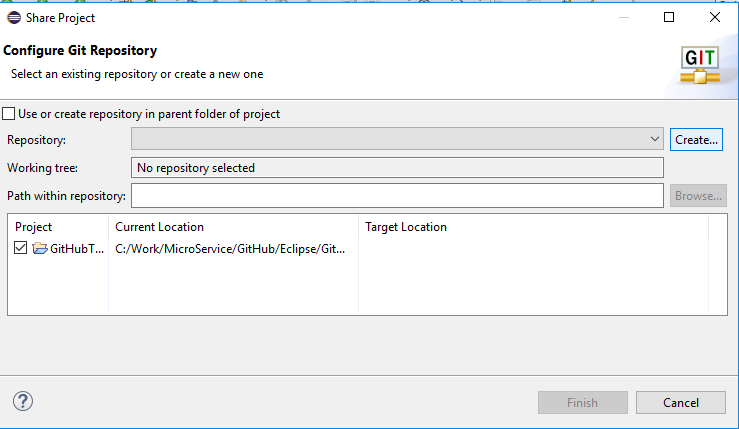 Share Project
Configure Git Repository
Select an existing repository or create a new one
GIT
Use or create repository in parent folder of project
Repository: Create...
Working tree: No repository selected
Path within repository: Browse...
Project Current Location Target Location
GitHubT... C:/Work/MicroService/GitHub/Eclipse/Git...
? Finish Cancel